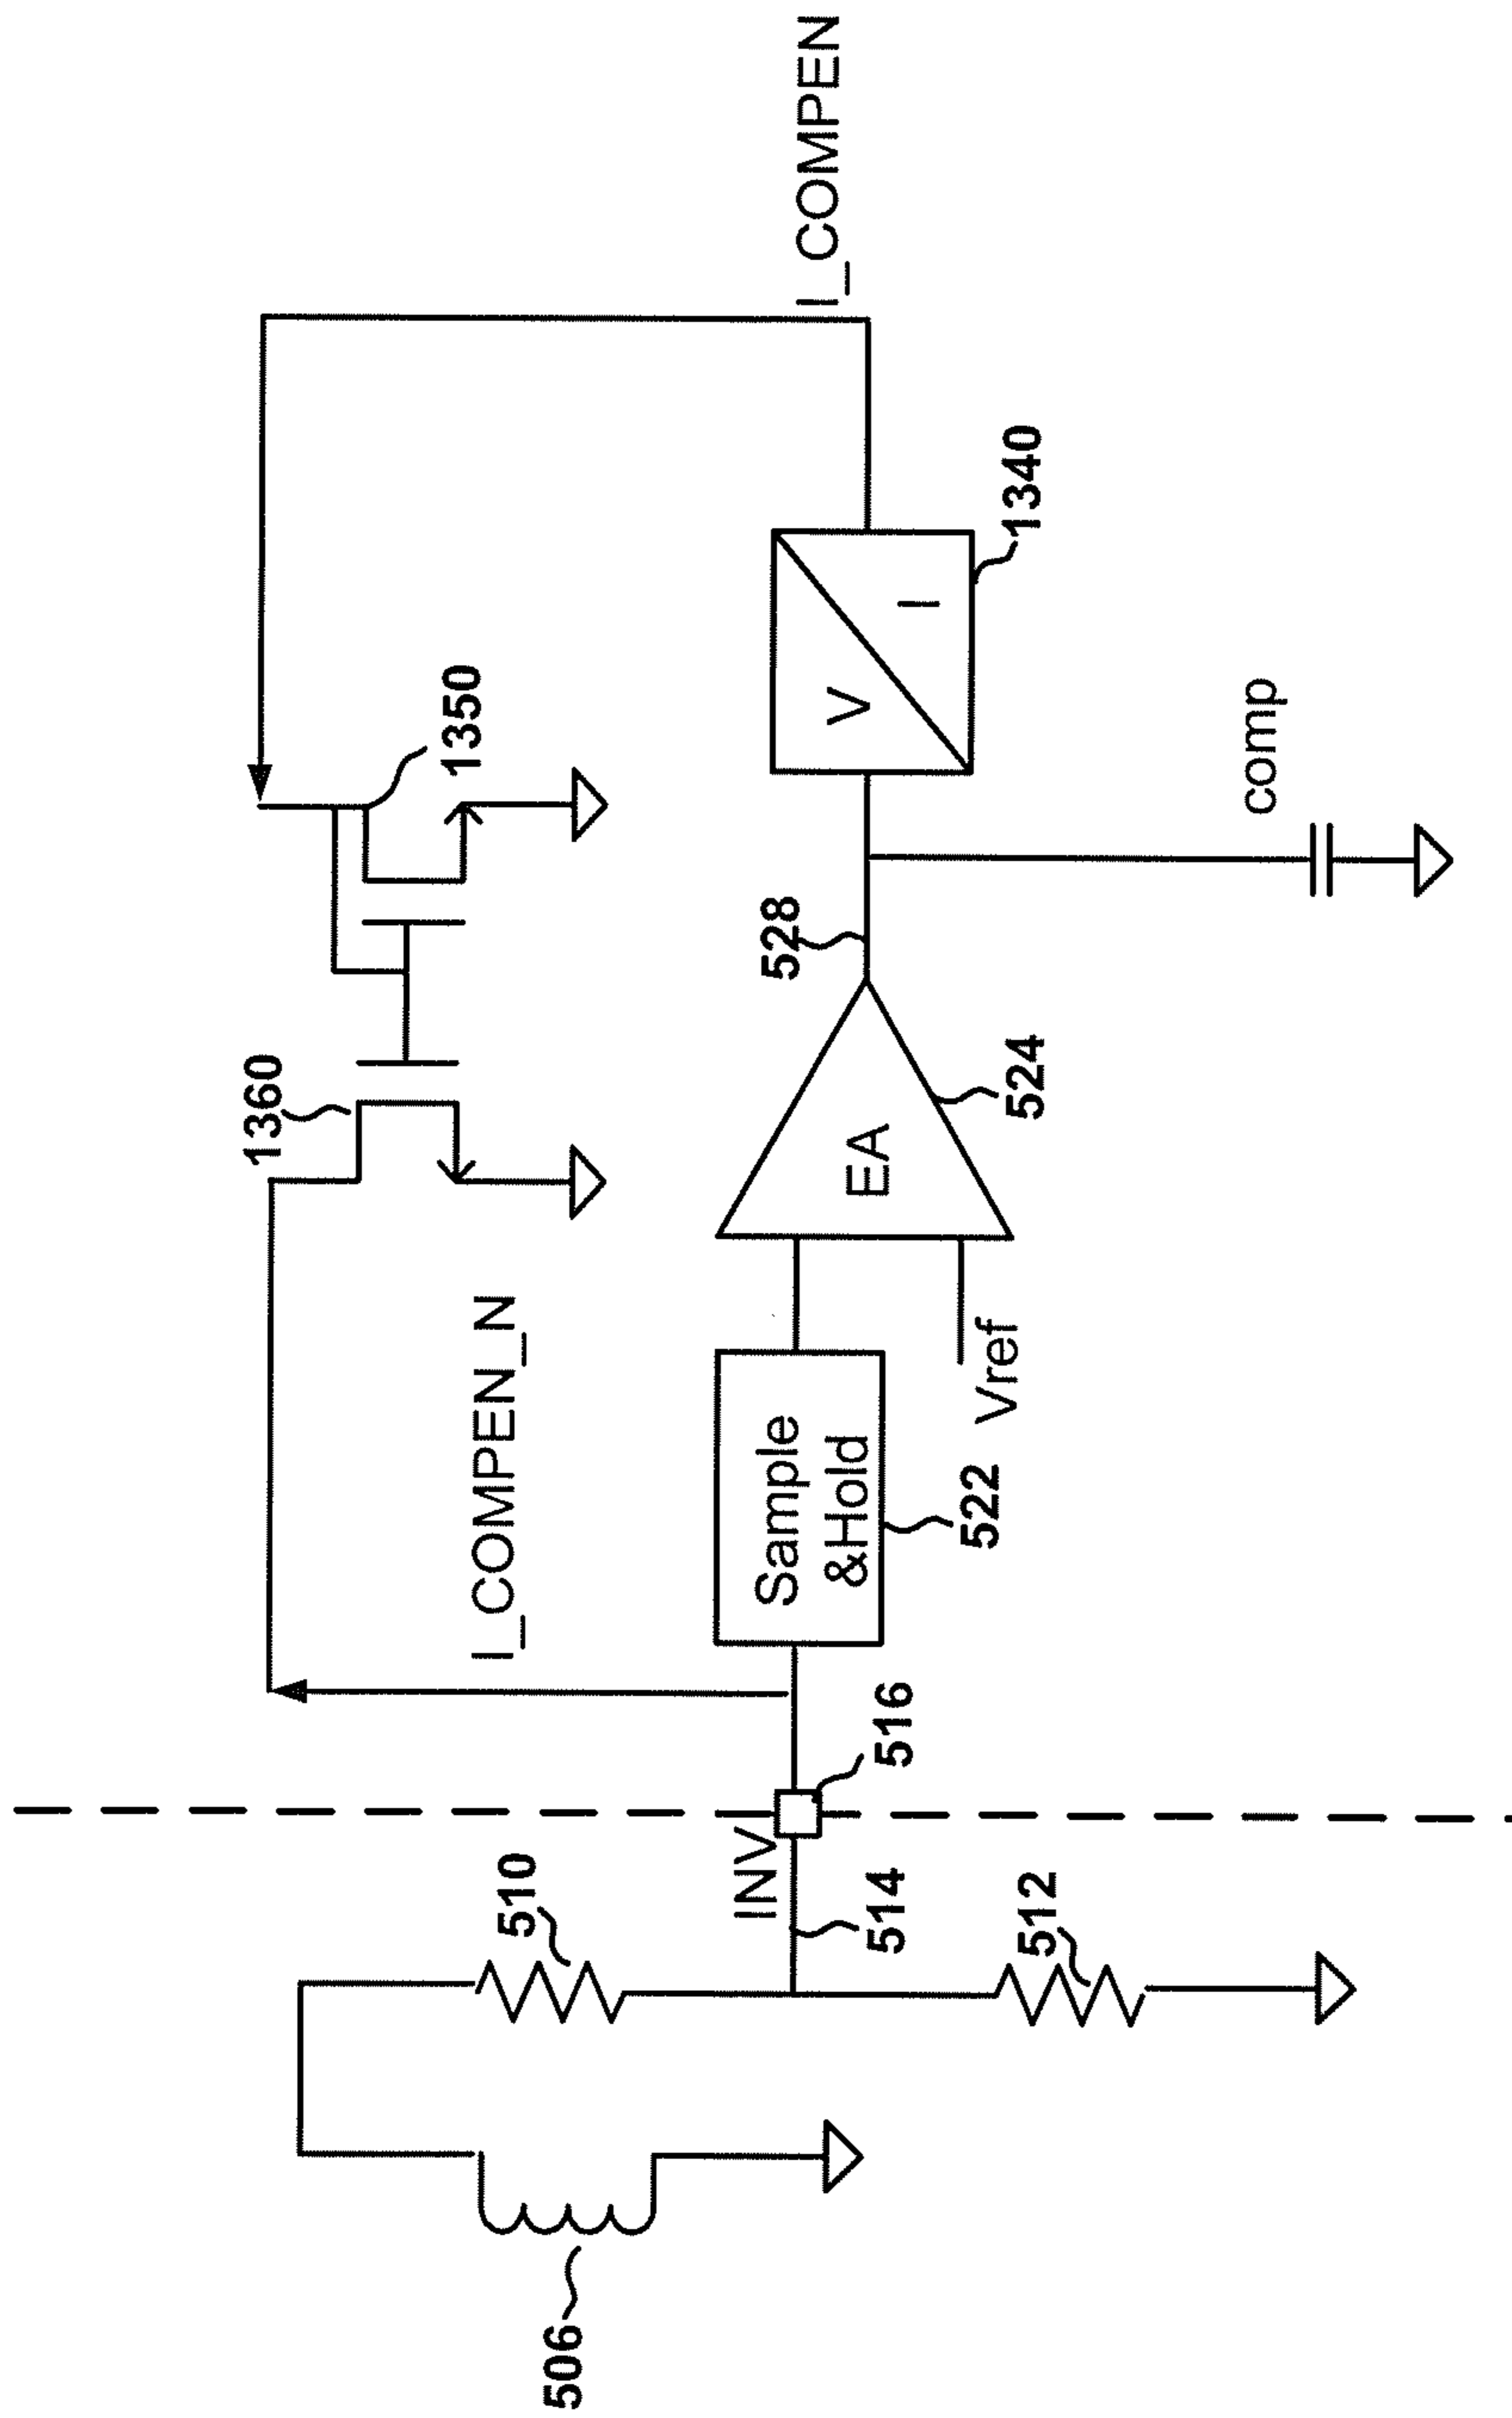 I_COMPEN
1350
1360
I_COMPEN_N
V
I
1340
528
comp
EA
524
Sample
&Hold
522
Vref
516
INV
514
510
512
506